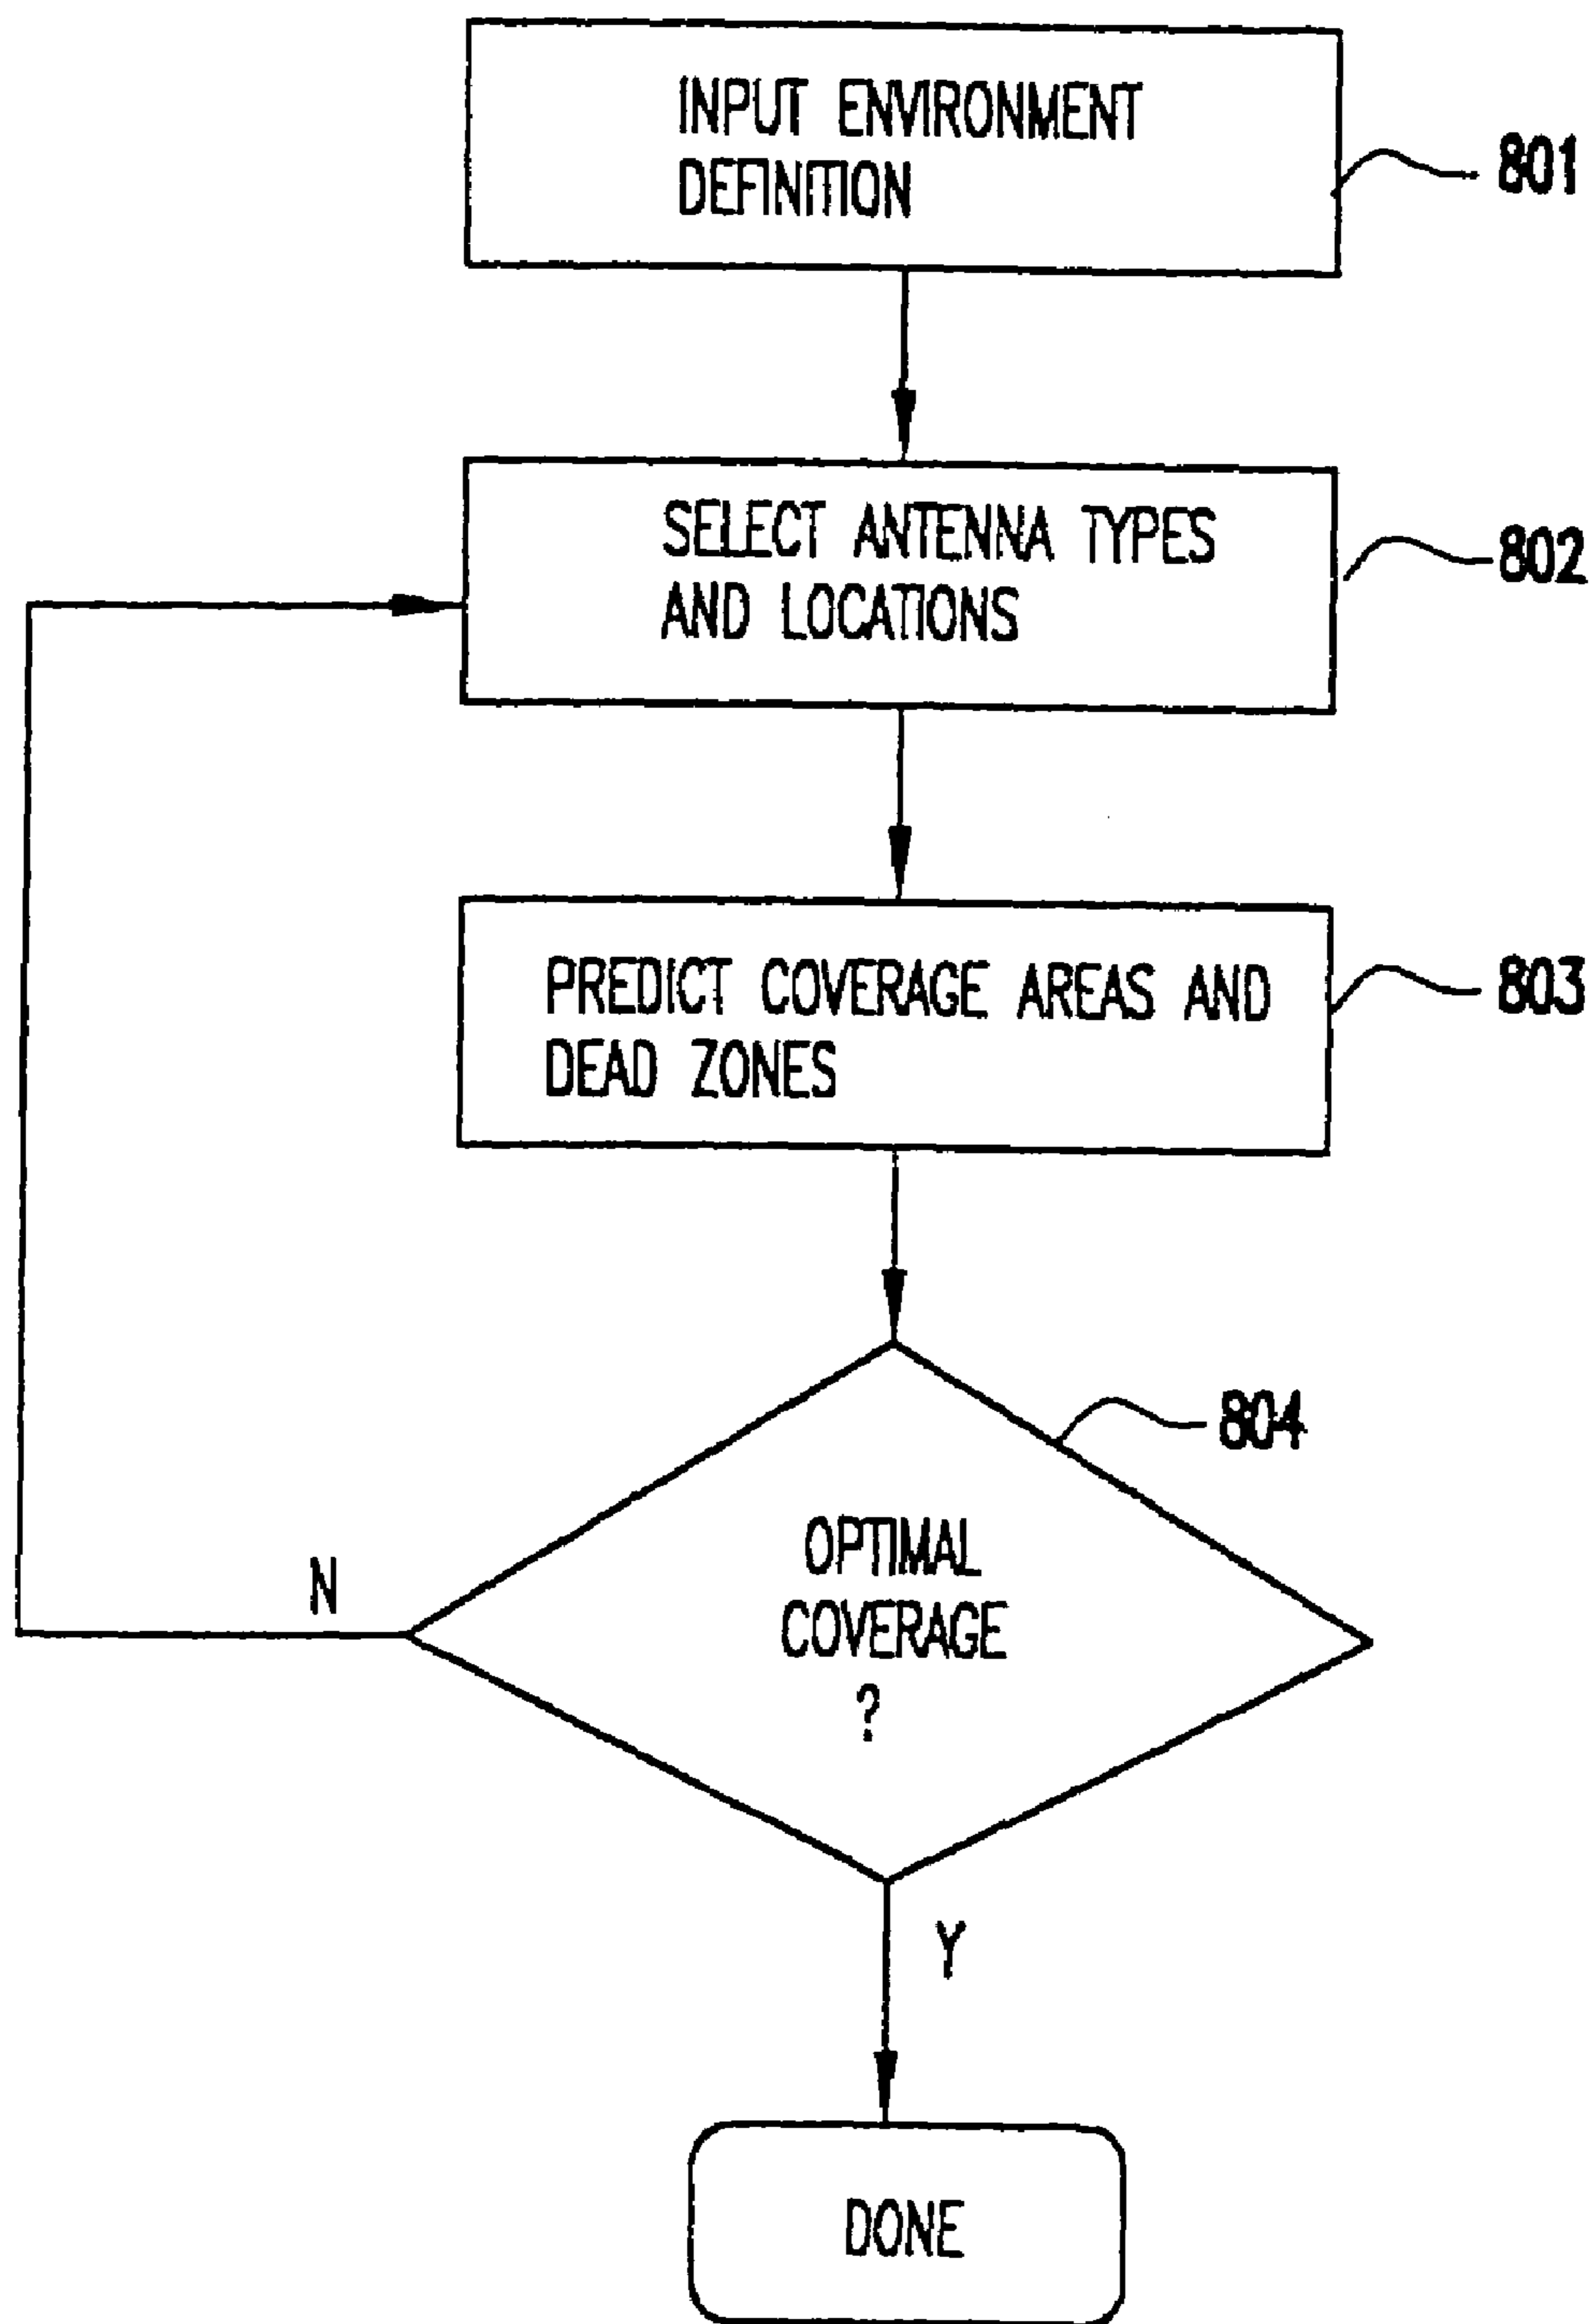 INPUT ENVIRONMENT
DEFINITION
801
SELECT ANTENNA TYPES
AND LOCATIONS
802
PREDICT COVERAGE AREAS AND
DEAD ZONES
803
804
OPTIMAL
COVERAGE
?
N
Y
DONE